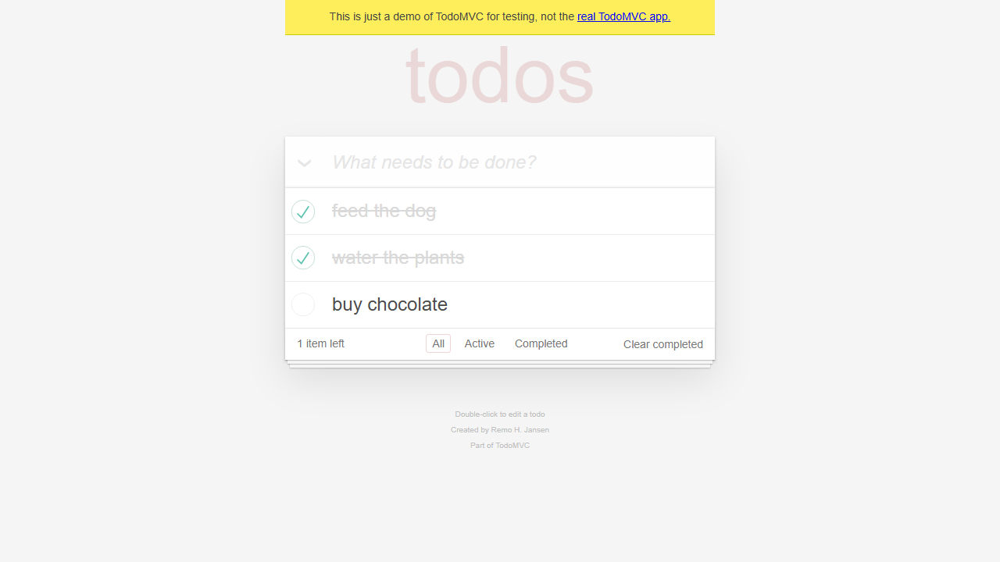 This is just a demo of TodoMVC for testing, not the real TodoMVC app.
todos
What needs to be done?
feed the dog
water the plants
buy chocolate
1 item left All Active Completed Clear completed
Double-click to edit a todo
Created by Remo H. Jansen
Part of TodoMVC